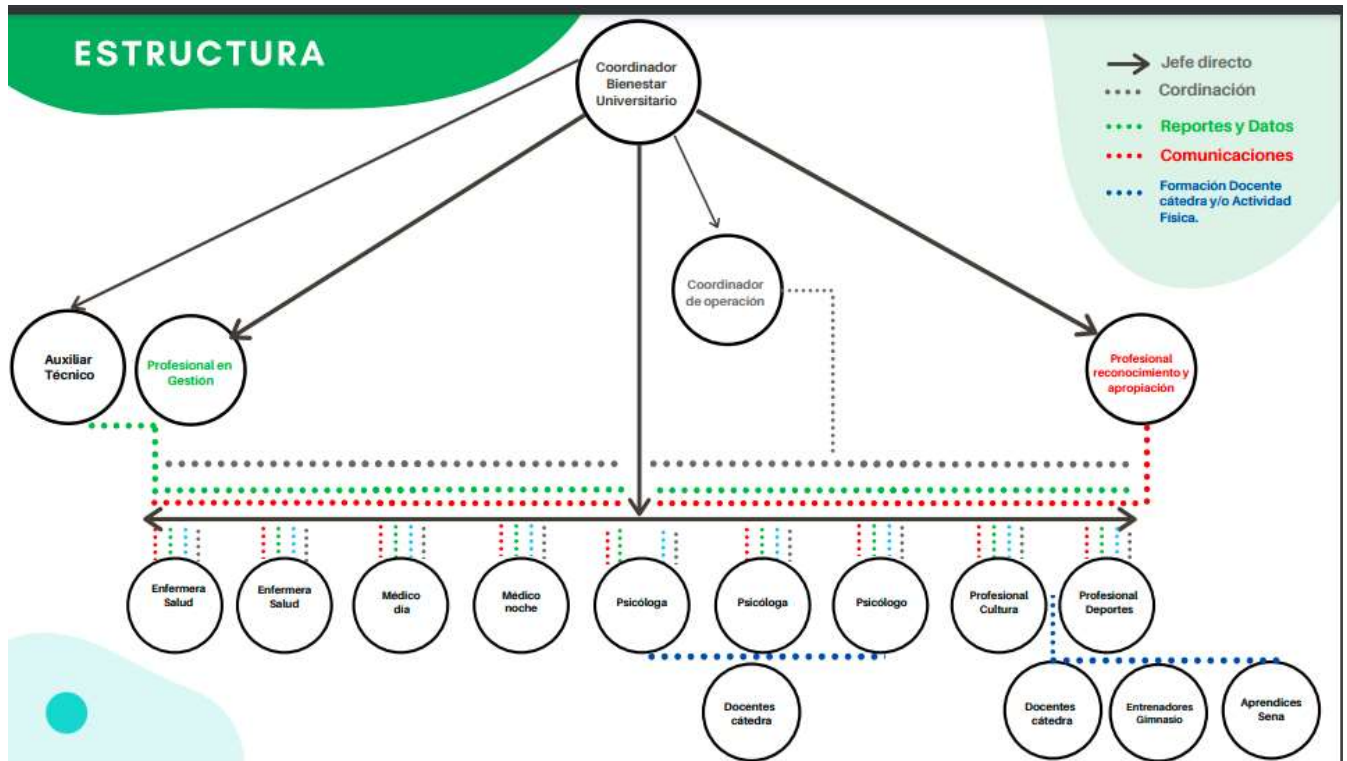 ESTRUCTURA
Coordinador
Bienestar
Universitario
Jefe directo
Cordinación
Reportes y Datos
Comunicaciones
Formación Docente
cátedra y/o Actividad
Física.
Coordinador
de operación
Auxiliar
Técnico
Profesional en
Gestión
Profesional
reconocimiento y
apropiación
Enfermera
Salud
Enfermera
Salud
Médico
día
Médico
noche
Psicóloga
Psicóloga
Psicólogo
Profesional
Cultura
Profesional
Deportes
Docentes
cátedra
Docentes
cátedra
Entrenadores
Gimnasio
Aprendices
Sena